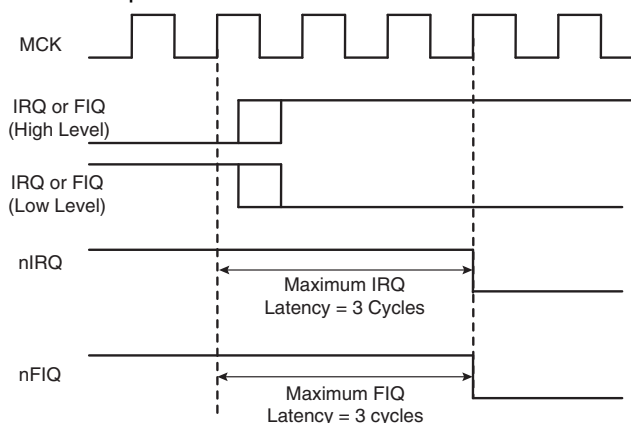 MCK
IRQ or FIQ
(High Level)
IRQ or FIQ
(Low Level)
nIRQ
Maximum IRQ
Latency = 3 Cycles
nFIQ
Maximum FIQ
Latency = 3 cycles